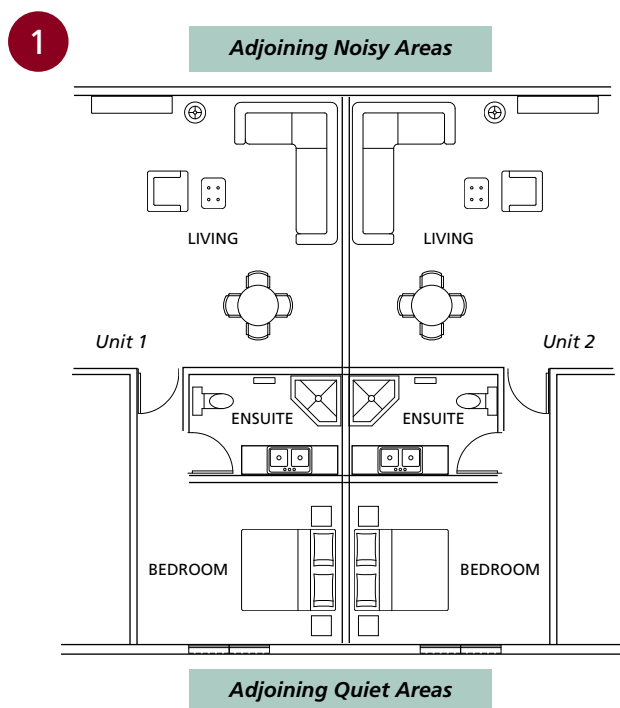 1
Adjoining Noisy Areas
LIVING
LIVING
Unit 1
Unit 2
ENSUITE
ENSUITE
BEDROOM
BEDROOM
Adjoining Quiet Areas